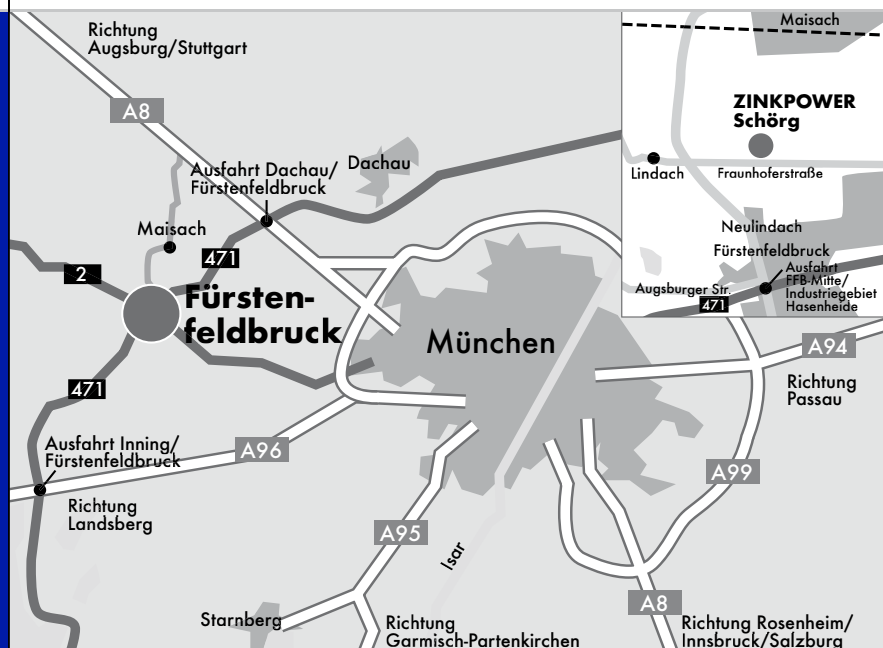 Richtung
Augsburg/Stuttgart
A8
Maisach
ZINKPOWER
Schörg
Lindach
Fraunhoferstraße
Neulindach
Fürstenfeldbruck
Augsburger Str.
471
Ausfahrt
FFB-Mitte/
Industriegebiet
Hasenheide
Ausfahrt Dachau/
Fürstenfeldbruck
Dachau
Maisach
471
2
Fürsten-
feldbruck
München
A94
Richtung
Passau
471
Ausfahrt Inning/
Fürstenfeldbruck
A96
Richtung
Landsberg
A99
A95
Isar
A8
Starnberg
Richtung
Garmisch-Partenkirchen
Richtung Rosenheim/
Innsbruck/Salzburg